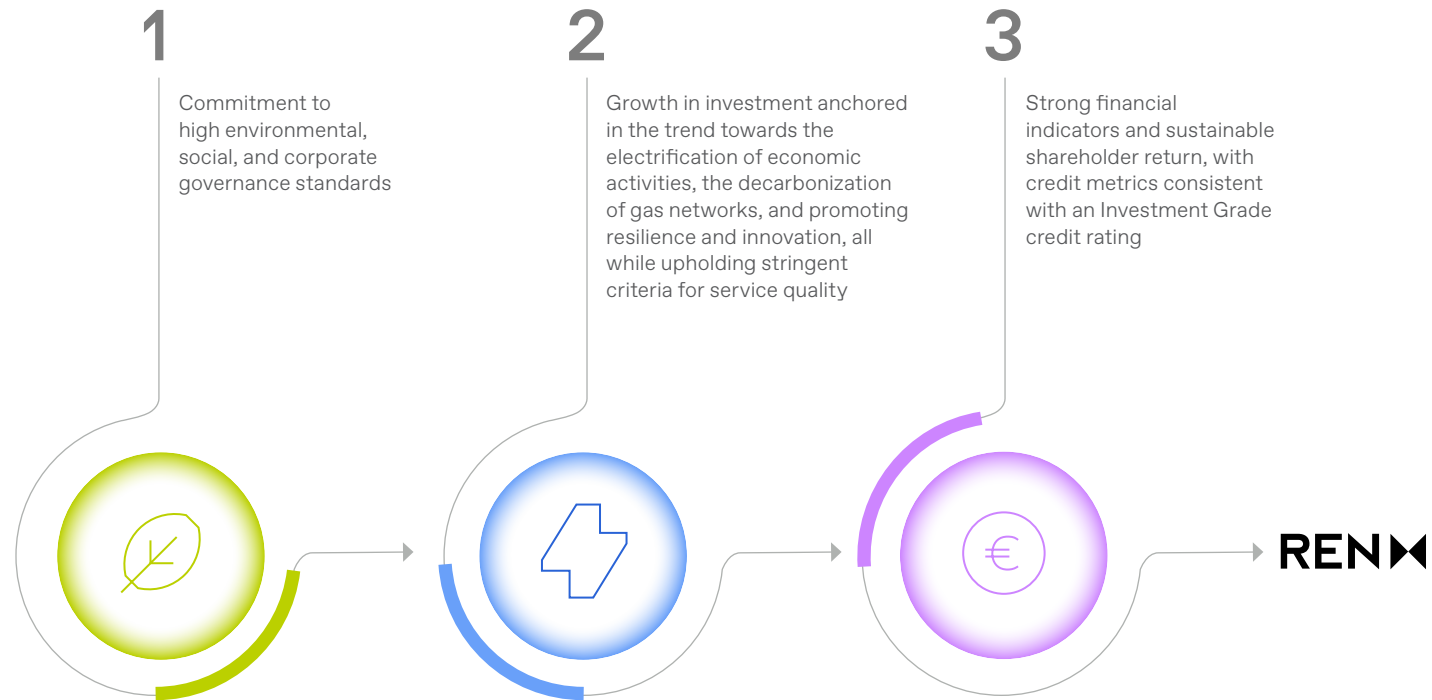 1
Commitment to
high environmental,
social, and corporate
governance standards
2
Growth in investment anchored
in the trend towards the
electrification of economic
activities, the decarbonization
of gas networks, and promoting
resilience and innovation, all
while upholding stringent
criteria for service quality
3
Strong financial
indicators and sustainable
shareholder return, with
credit metrics consistent
with an Investment Grade
credit rating
€
REN